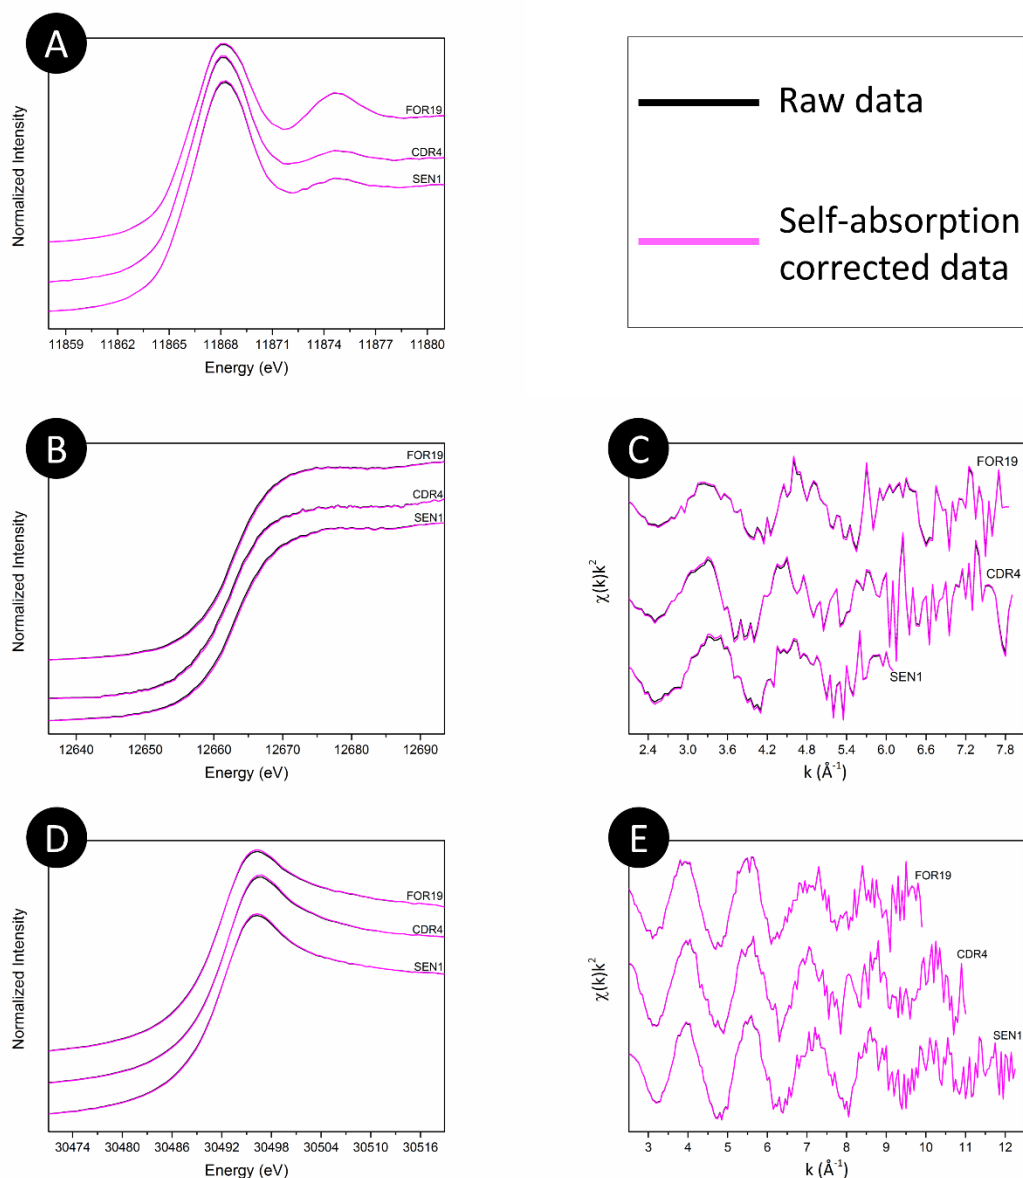 A
Normalized Intensity
FOR19
CDR4
SEN1
11859 11862 11865 11868 11871 11874 11877 11880
Energy (eV)
Raw data
Self-absorption
corrected data
B
Normalized Intensity
FOR19
CDR4
SEN1
12640 12650 12660 12670 12680 12690
Energy (eV)
C
χ(k)k²
FOR19
CDR4
SEN1
2.4 3.0 3.6 4.2 4.8 5.4 6.0 6.6 7.2 7.8
k (Å⁻¹)
D
Normalized Intensity
FOR19
CDR4
SEN1
30474 30480 30486 30492 30498 30504 30510 30516
Energy (eV)
E
χ(k)k²
FOR19
CDR4
SEN1
3 4 5 6 7 8 9 10 11 12
k (Å⁻¹)